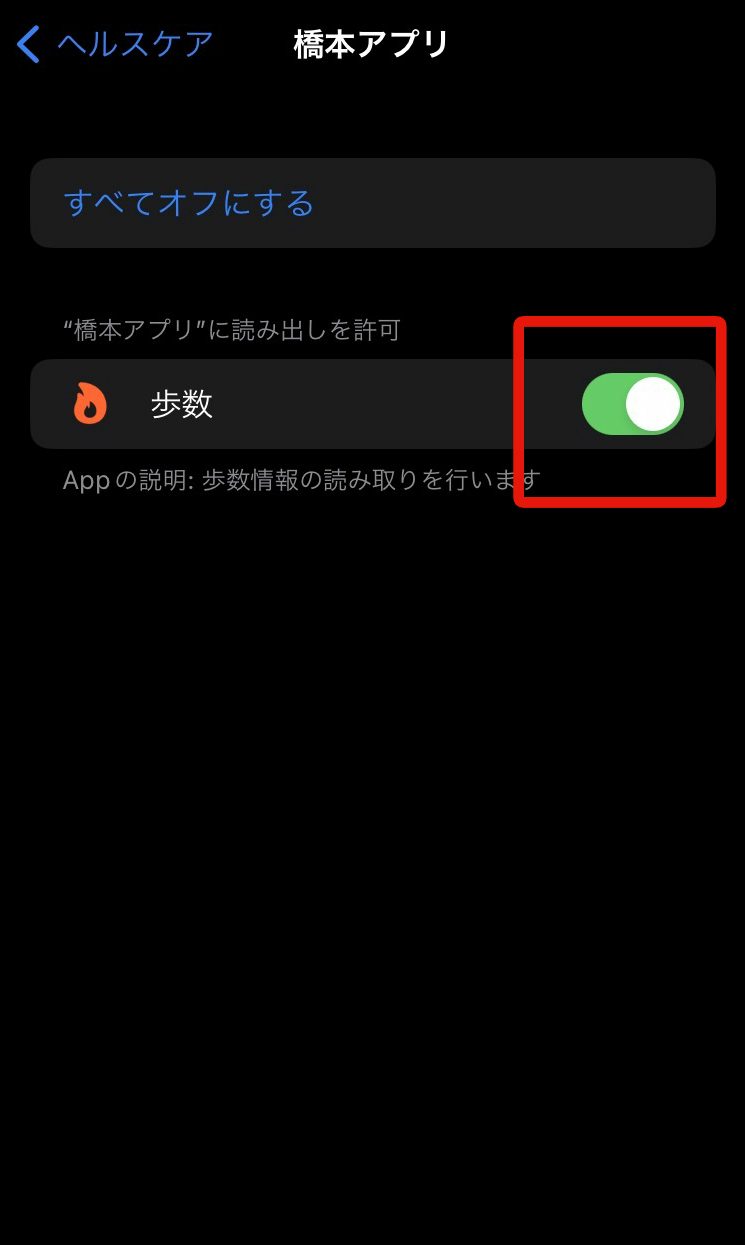 ヘルスケア
橋本アプリ
すべてオフにする
“橋本アプリ”に読み出しを許可
歩数
Appの説明: 歩数情報の読み取りを行います